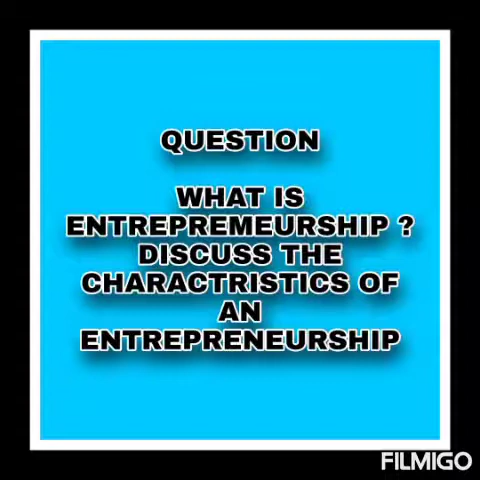 QUESTION
WHAT IS
ENTREPREMEURSHIP ?
DISCUSS THE
CHARACTRISTICS OF
AN
ENTREPRENEURSHIP
FILMIGO